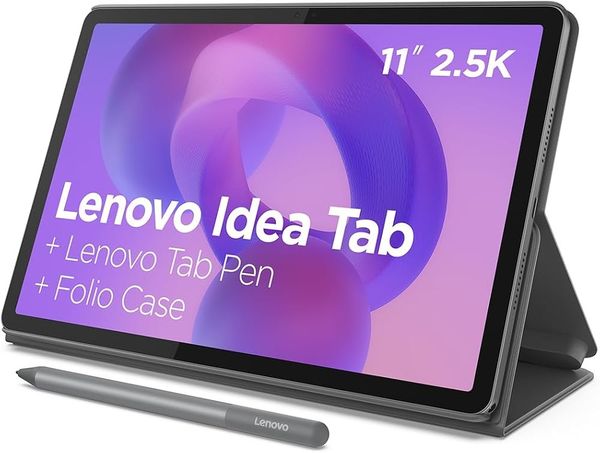 11" 2.5K
Lenovo Idea Tab
+ Lenovo Tab Pen
+ Folio Case
Lenovo